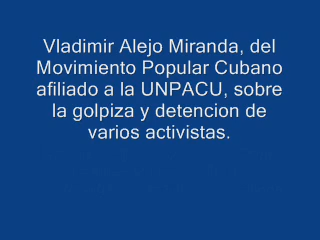 Vladimir Alejo Miranda, del
Movimiento Popular Cubano
afiliado a la UNPACU, sobre
la golpiza y detencion de
varios activistas.